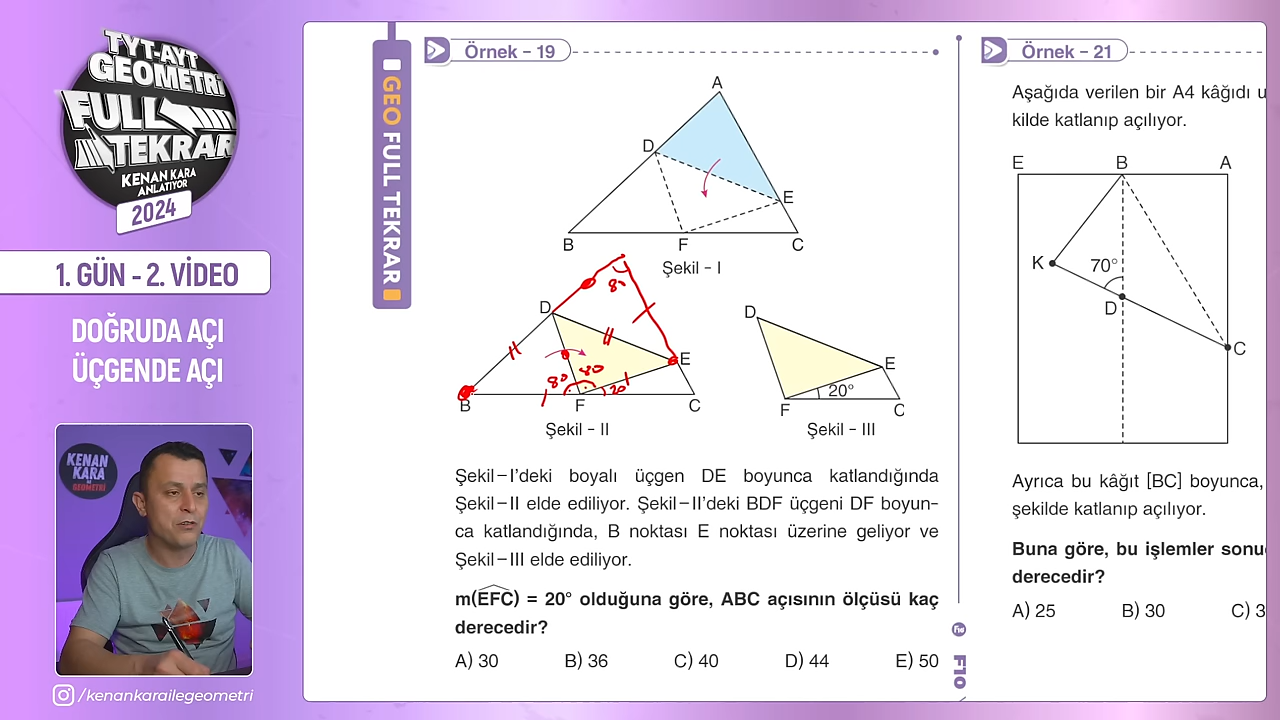 TYT-AYT
GEOMETRİ
FULL
TEKRAR
KENAN KARA
ANLATIYOR
2024
1. GÜN - 2. VİDEO
DOĞRUDA AÇI
ÜÇGENDE AÇI
KENAN
KARA
GEOMETRİ
/kenankarailegeometri
GEO FULL TEKRAR
Örnek – 19
A
D
E
B
F
C
Şekil – I
80
D
E
80
80
20
B
F
C
Şekil – II
D
E
20°
F
C
Şekil – III
Şekil–I'deki boyalı üçgen DE boyunca katlandığında
Şekil–II elde ediliyor. Şekil–II'deki BDF üçgeni DF boyun-
ca katlandığında, B noktası E noktası üzerine geliyor ve
Şekil–III elde ediliyor.
m(EFC) = 20° olduğuna göre, ABC açısının ölçüsü kaç
derecedir?
A) 30 B) 36 C) 40 D) 44 E) 50
F10
Örnek – 21
Aşağıda verilen bir A4 kâğıdı u
kilde katlanıp açılıyor.
E
B
A
K
70°
D
C
Ayrıca bu kâğıt [BC] boyunca,
şekilde katlanıp açılıyor.
Buna göre, bu işlemler sonu
derecedir?
A) 25 B) 30 C) 3